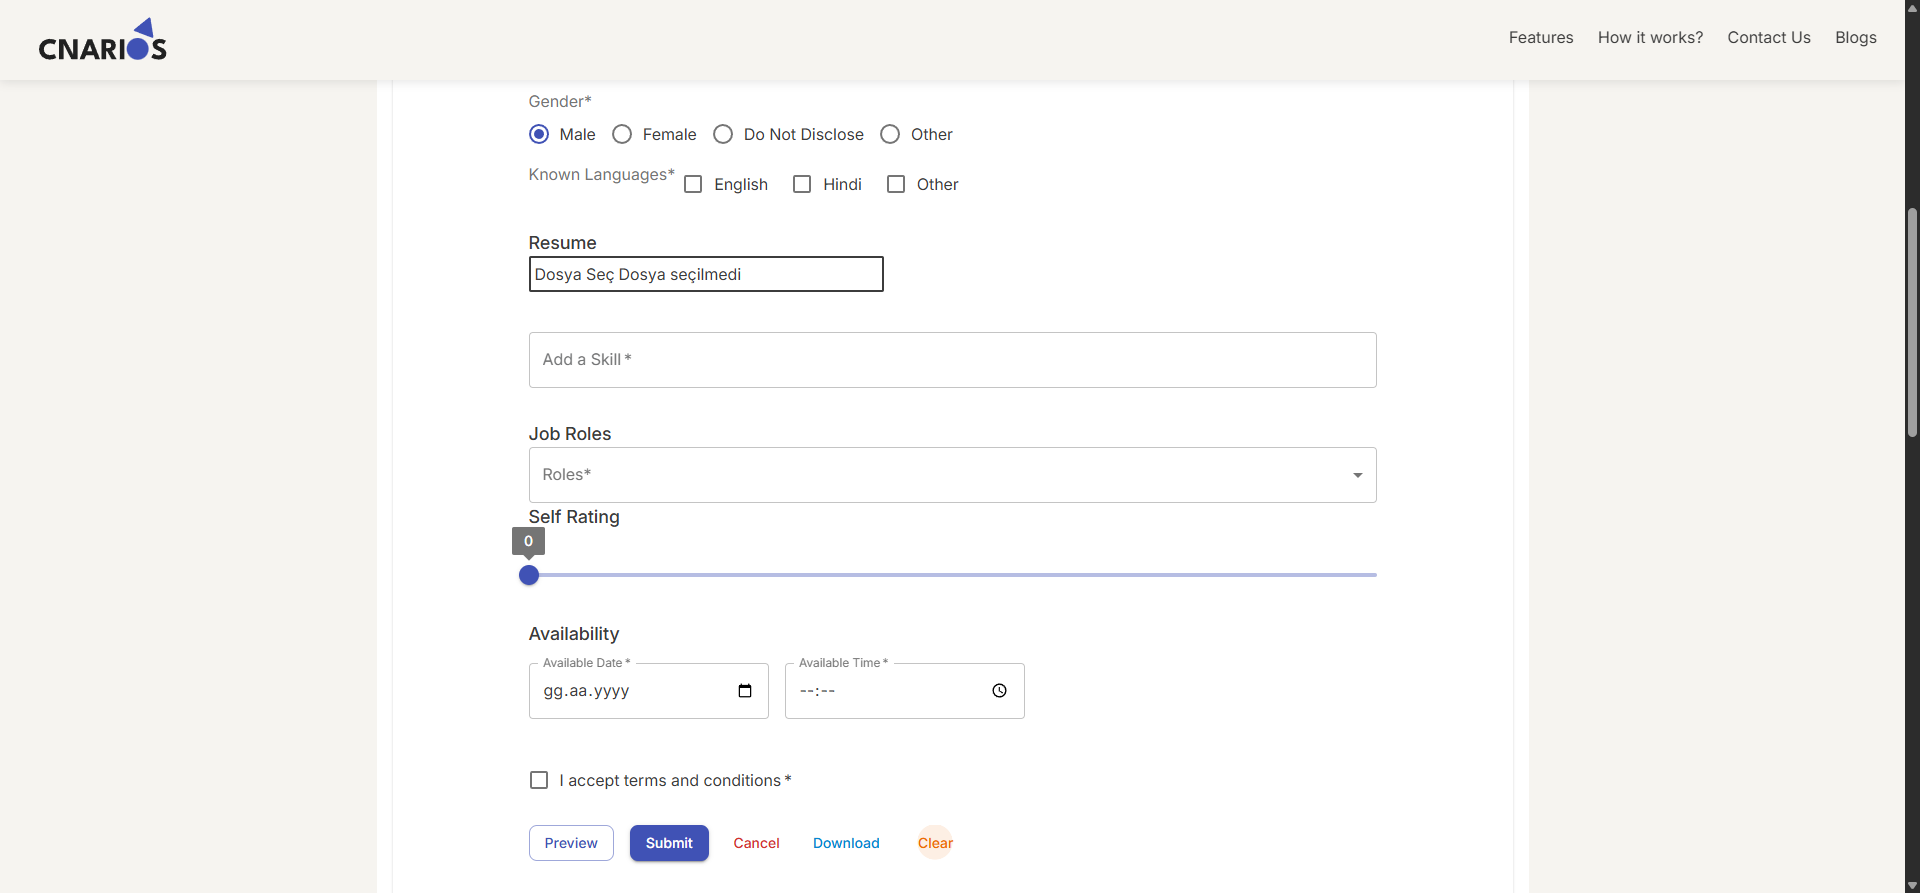 CNARIOS
Features How it works? Contact Us Blogs
Gender*
Male Female Do Not Disclose Other
Known Languages* English Hindi Other
Resume
Dosya Seç Dosya seçilmedi
Add a Skill *
Job Roles
Roles*
Self Rating
0
Availability
Available Date * Available Time *
gg.aa.yyyy --:--
I accept terms and conditions *
Preview Submit Cancel Download Clear